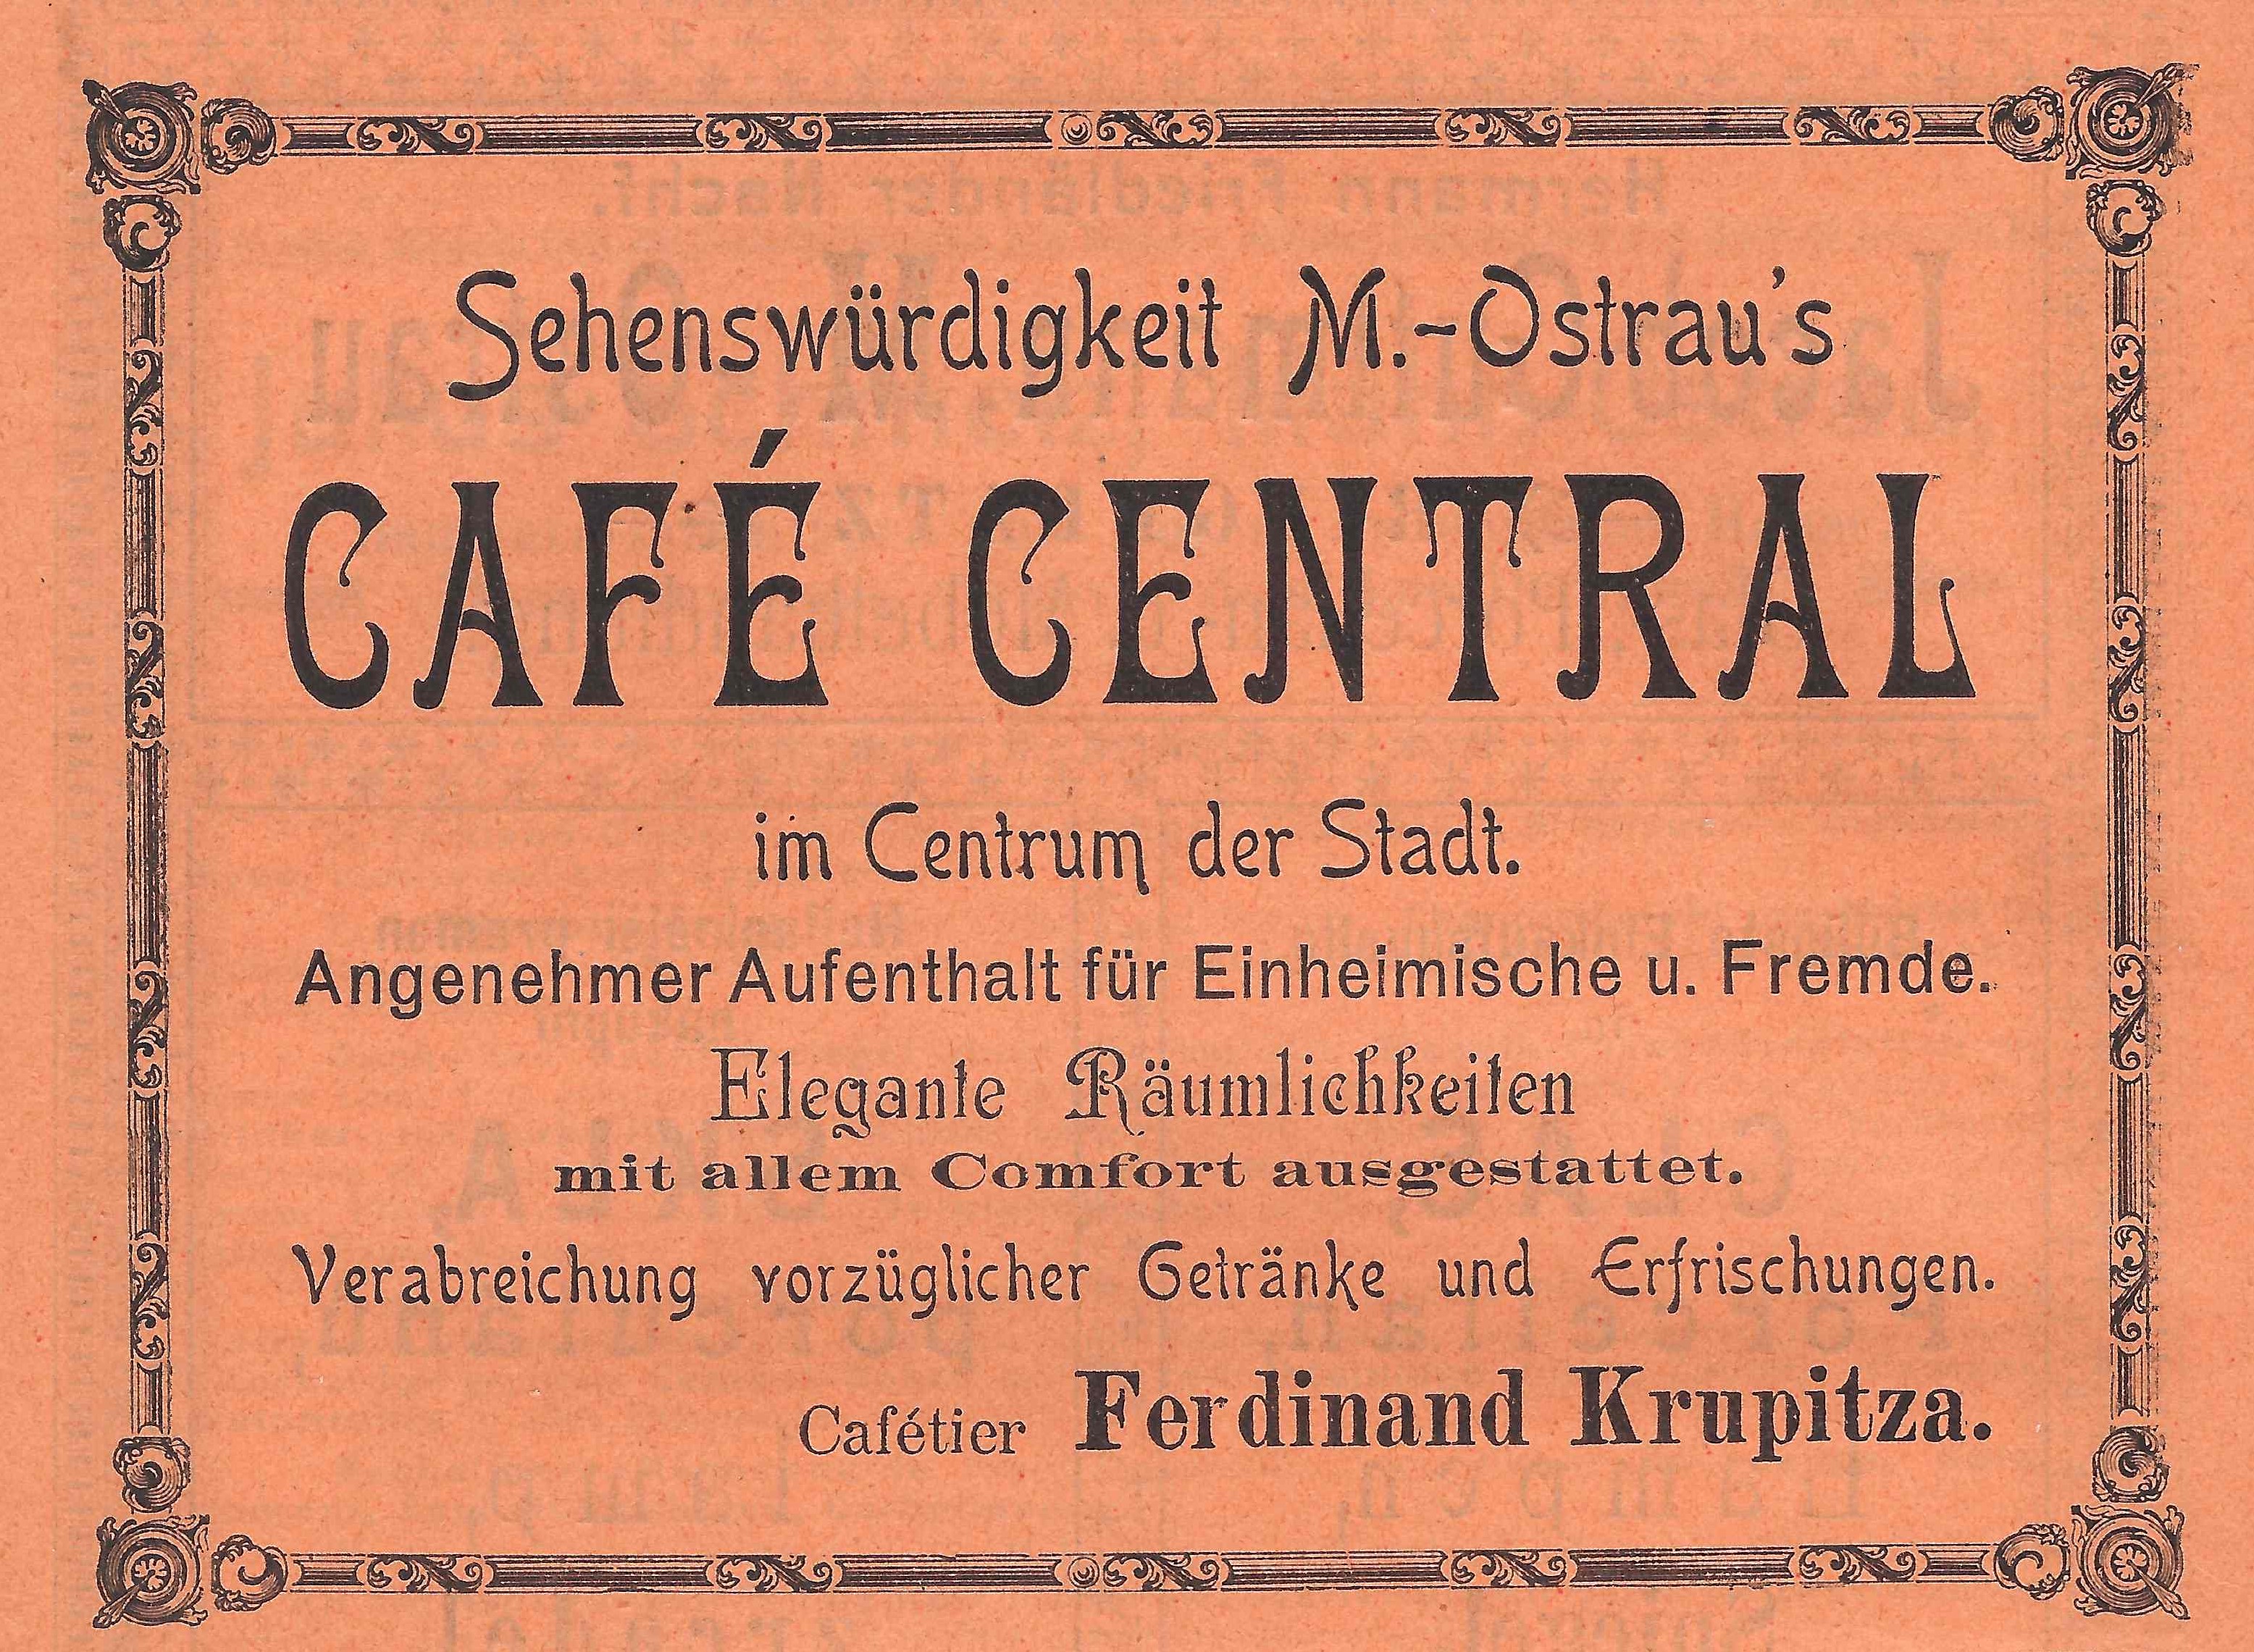 Sehenswürdigkeit M.-Ostrau's
CAFÉ CENTRAL
im Centrum der Stadt.
Angenehmer Aufenthalt für Einheimische u. Fremde.
Elegante Räumlichkeiten
mit allem Comfort ausgestattet.
Verabreichung vorzüglicher Getränke und Erfrischungen.
Cafétier Ferdinand Krupitza.